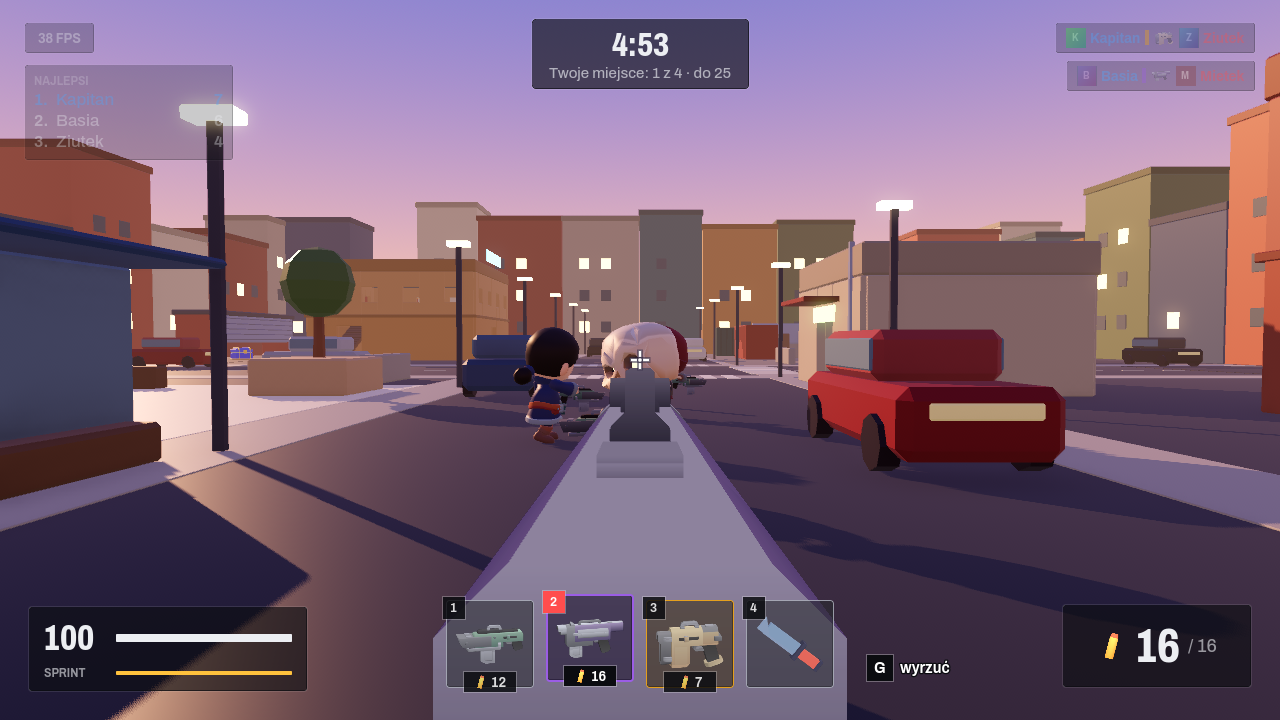 38 FPS
NAJLEPSI
1. Kapitan
2. Basia
3. Ziutek 4
4:53
Twoje miejsce: 1 z 4 · do 25
K Kapitan Z
B Basia M
100
SPRINT
1
12
2
16
3
7
4
G wyrzuć
16 / 16